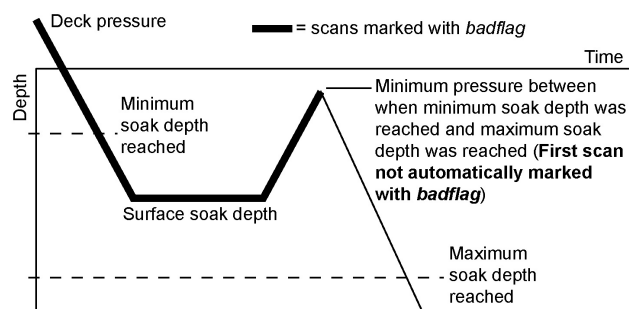 Deck pressure
= scans marked with badflag
Time
Depth
Minimum
soak depth
reached
Minimum pressure between
when minimum soak depth was
reached and maximum soak
depth was reached (First scan
not automatically marked
with badflag)
Surface soak depth
Maximum
soak depth
reached